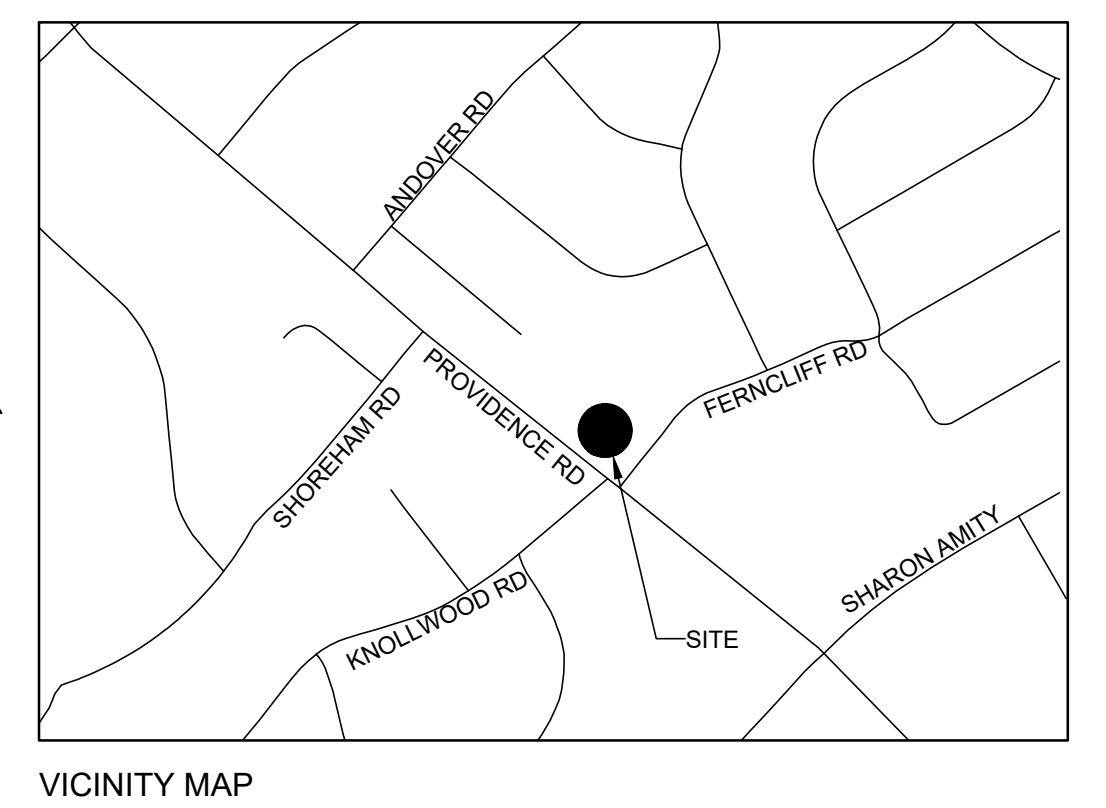 ANDOVER RD
PROVIDENCE RD
FERNCLIFF RD
SHOREHAM RD
SHARON AMITY
KNOLLWOOD RD
SITE
VICINITY MAP